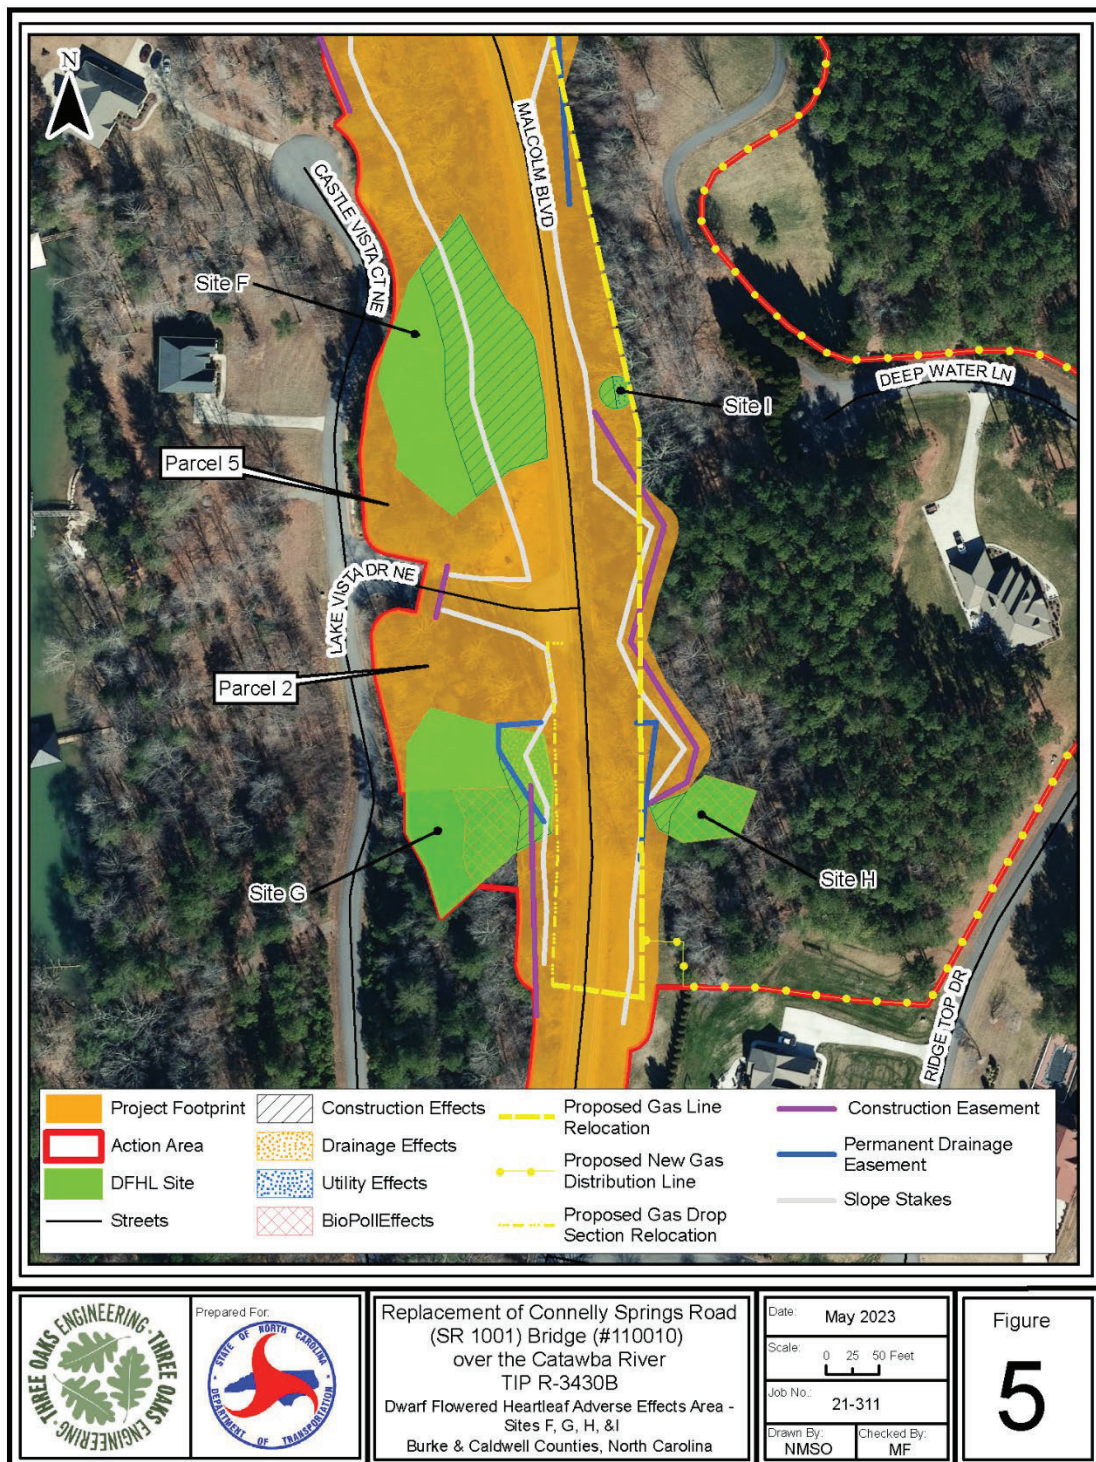 N
MALCOLM BLVD
CASTLE VISTA CT NE
Site F
DEEP WATER LN
Site I
Parcel 5
LAKE VISTA DR NE
Parcel 2
Site G
Site H
RIDGE TOP DR
Project Footprint
Action Area
DFHL Site
Streets
Construction Effects
Drainage Effects
Utility Effects
BioPollEffects
Proposed Gas Line
Relocation
Proposed New Gas
Distribution Line
Proposed Gas Drop
Section Relocation
Construction Easement
Permanent Drainage
Easement
Slope Stakes
THREE OAKS ENGINEERING · THREE OAKS ENGINEERING ·
Prepared For:
STATE OF NORTH CAROLINA
DEPARTMENT OF TRANSPORTATION
Replacement of Connelly Springs Road
(SR 1001) Bridge (#110010)
over the Catawba River
TIP R-3430B
Dwarf Flowered Heartleaf Adverse Effects Area -
Sites F, G, H, &I
Burke & Caldwell Counties, North Carolina
Date:
May 2023
Scale:
0 25 50 Feet
Job No.:
21-311
Drawn By:
NMSO
Checked By:
MF
Figure
5